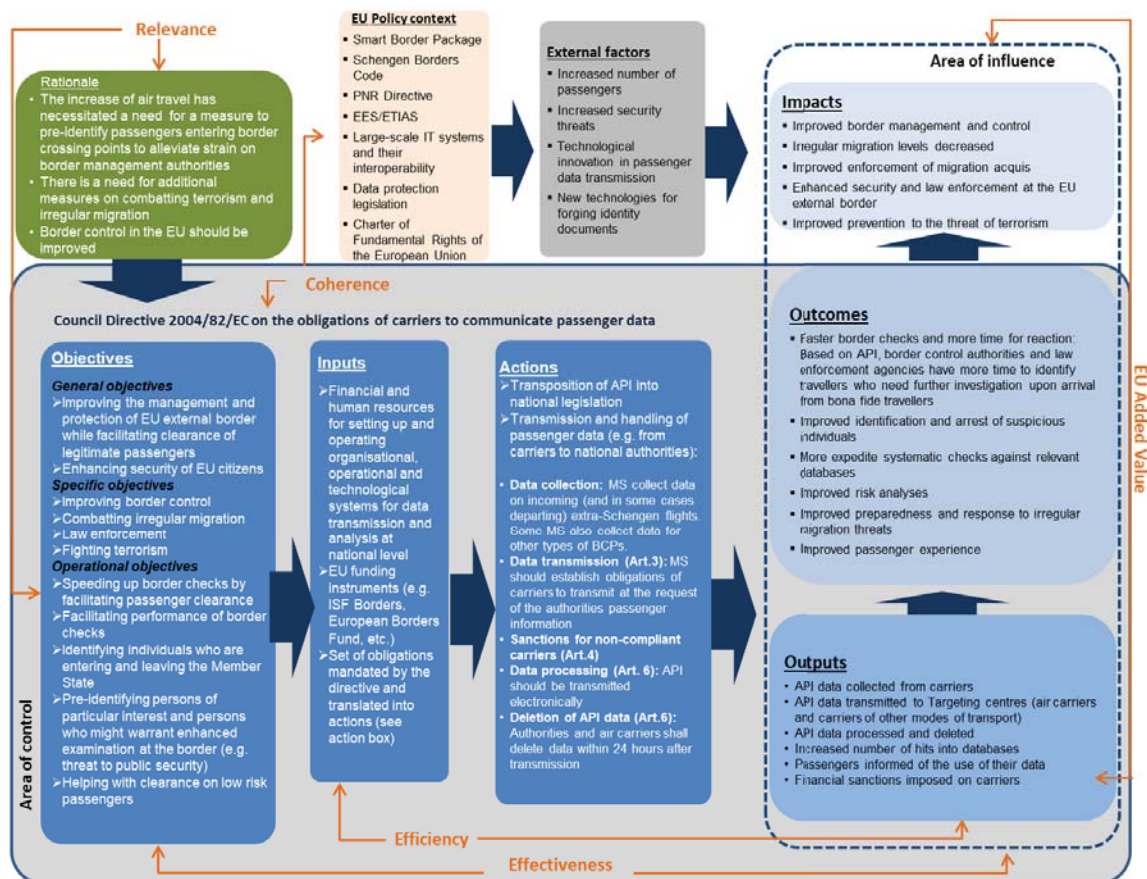 Relevance
Rationale
• The increase of air travel has
necessitated a need for a measure to
pre-identify passengers entering border
crossing points to alleviate strain on
border management authorities
• There is a need for additional
measures on combatting terrorism and
irregular migration
• Border control in the EU should be
improved
EU Policy context
▪ Smart Border Package
▪ Schengen Borders
Code
▪ PNR Directive
▪ EES/ETIAS
▪ Large-scale IT systems
and their
interoperability
▪ Data protection
legislation
▪ Charter of
Fundamental Rights of
the European Union
External factors
▪ Increased number of
passengers
▪ Increased security
threats
▪ Technological
innovation in passenger
data transmission
▪ New technologies for
forging identity
documents
Area of influence
Impacts
▪ Improved border management and control
▪ Irregular migration levels decreased
▪ Improved enforcement of migration acquis
▪ Enhanced security and law enforcement at the EU
external border
▪ Improved prevention to the threat of terrorism
Coherence
Council Directive 2004/82/EC on the obligations of carriers to communicate passenger data
Objectives
General objectives
➢Improving the management and
protection of EU external border
while facilitating clearance of
legitimate passengers
➢Enhancing security of EU citizens
Specific objectives
➢Improving border control
➢Combatting irregular migration
➢Law enforcement
➢Fighting terrorism
Operational objectives
➢Speeding up border checks by
facilitating passenger clearance
➢Facilitating performance of border
checks
➢Identifying individuals who are
entering and leaving the Member
State
➢Pre-identifying persons of
particular interest and persons
who might warrant enhanced
examination at the border (e.g.
threat to public security)
➢Helping with clearance on low risk
passengers
Inputs
➢Financial and
human resources
for setting up and
operating
organisational,
operational and
technological
systems for data
transmission and
analysis at
national level
➢EU funding
instruments (e.g.
ISF Borders,
European Borders
Fund, etc.)
➢Set of obligations
mandated by the
directive and
translated into
actions (see
action box)
Actions
➢Transposition of API into
national legislation
➢Transmission and handling of
passenger data (e.g. from
carriers to national authorities):
• Data collection: MS collect data
on incoming (and in some cases
departing) extra-Schengen flights.
Some MS also collect data for
other types of BCPs.
• Data transmission (Art.3): MS
should establish obligations of
carriers to transmit at the request
of the authorities passenger
information
• Sanctions for non-compliant
carriers (Art.4)
• Data processing (Art. 6): API
should be transmitted
electronically
• Deletion of API data (Art.6):
Authorities and air carriers shall
delete data within 24 hours after
transmission
Outcomes
▪ Faster border checks and more time for reaction:
Based on API, border control authorities and law
enforcement agencies have more time to identify
travellers who need further investigation upon arrival
from bona fide travellers
▪ Improved identification and arrest of suspicious
individuals
▪ More expedite systematic checks against relevant
databases
▪ Improved risk analyses
▪ Improved preparedness and response to irregular
migration threats
▪ Improved passenger experience
Outputs
• API data collected from carriers
• API data transmitted to Targeting centres (air carriers
and carriers of other modes of transport)
• API data processed and deleted
• Increased number of hits into databases
• Passengers informed of the use of their data
• Financial sanctions imposed on carriers
EU Added Value
Area of control
Efficiency
Effectiveness